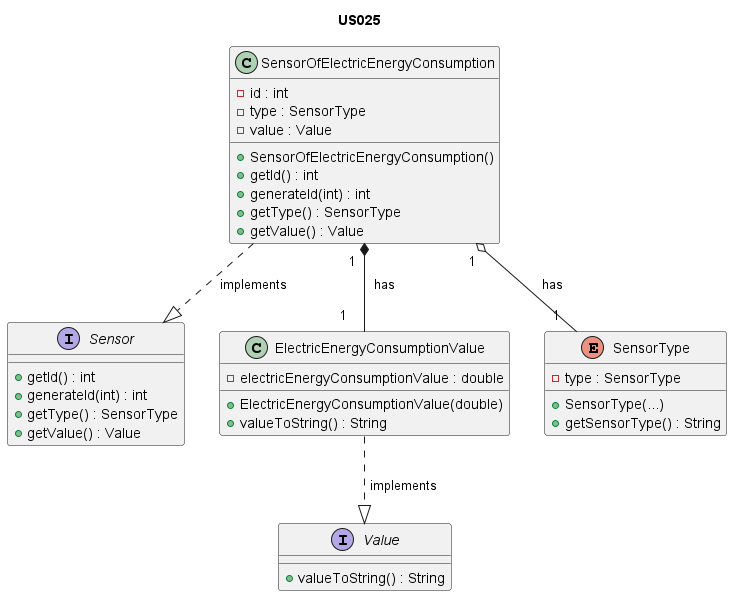 US025
C SensorOfElectricEnergyConsumption
id : int
type : SensorType
value : Value
SensorOfElectricEnergyConsumption()
getId() : int
generateId(int) : int
getType() : SensorType
getValue() : Value
1
1
implements
has
has
1
1
I Sensor
getId() : int
generateId(int) : int
getType() : SensorType
getValue() : Value
C ElectricEnergyConsumptionValue
electricEnergyConsumptionValue : double
ElectricEnergyConsumptionValue(double)
valueToString() : String
E SensorType
type : SensorType
SensorType(...)
getSensorType() : String
implements
I Value
valueToString() : String